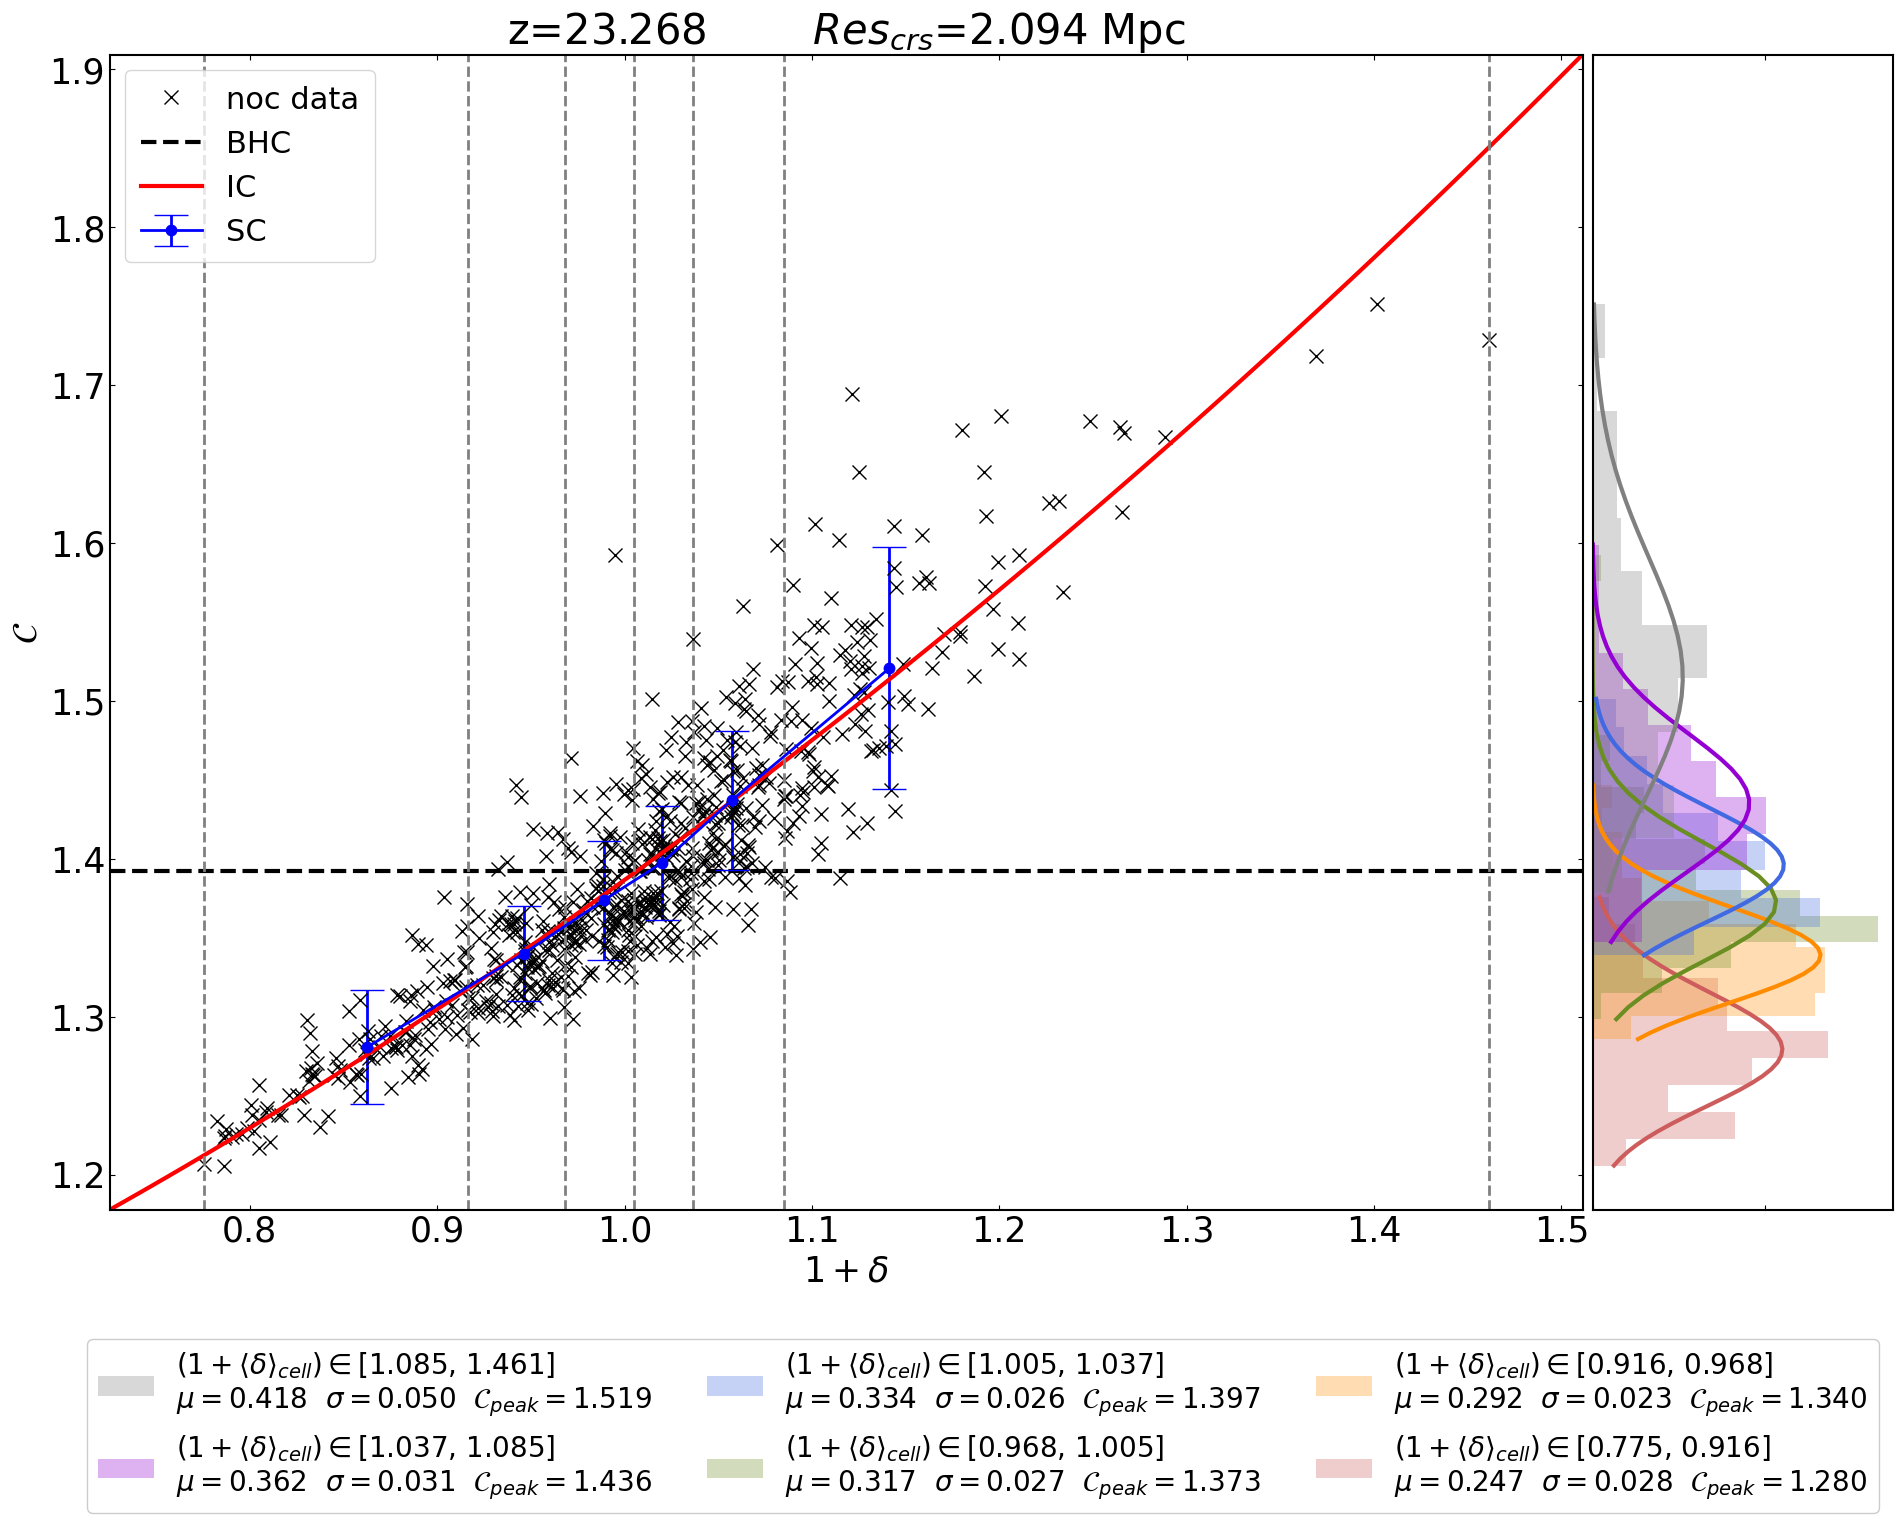 z=23.268 Res_crs=2.094 Mpc
noc data
BHC
IC
SC
1.9
1.8
1.7
1.6
1.5
1.4
1.3
1.2
𝒞
0.8 0.9 1.0 1.1 1.2 1.3 1.4 1.5
1 + δ
(1 + ⟨δ⟩_cell) ∈ [1.085, 1.461]
μ = 0.418 σ = 0.050 𝒞_peak = 1.519
(1 + ⟨δ⟩_cell) ∈ [1.037, 1.085]
μ = 0.362 σ = 0.031 𝒞_peak = 1.436
(1 + ⟨δ⟩_cell) ∈ [1.005, 1.037]
μ = 0.334 σ = 0.026 𝒞_peak = 1.397
(1 + ⟨δ⟩_cell) ∈ [0.968, 1.005]
μ = 0.317 σ = 0.027 𝒞_peak = 1.373
(1 + ⟨δ⟩_cell) ∈ [0.916, 0.968]
μ = 0.292 σ = 0.023 𝒞_peak = 1.340
(1 + ⟨δ⟩_cell) ∈ [0.775, 0.916]
μ = 0.247 σ = 0.028 𝒞_peak = 1.280